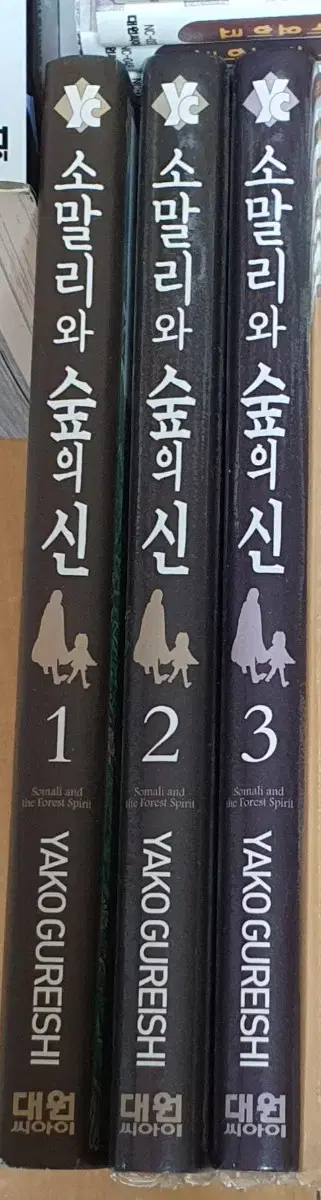 YC
소말리와 숲의 신
1
Somali and
the Forest Spirit
YAKO GUREISHI
대원
씨아이
YC
소말리와 숲의 신
2
Somali and
the Forest Spirit
YAKO GUREISHI
대원
씨아이
YC
소말리와 숲의 신
3
Somali and
the Forest Spirit
YAKO GUREISHI
대원
씨아이